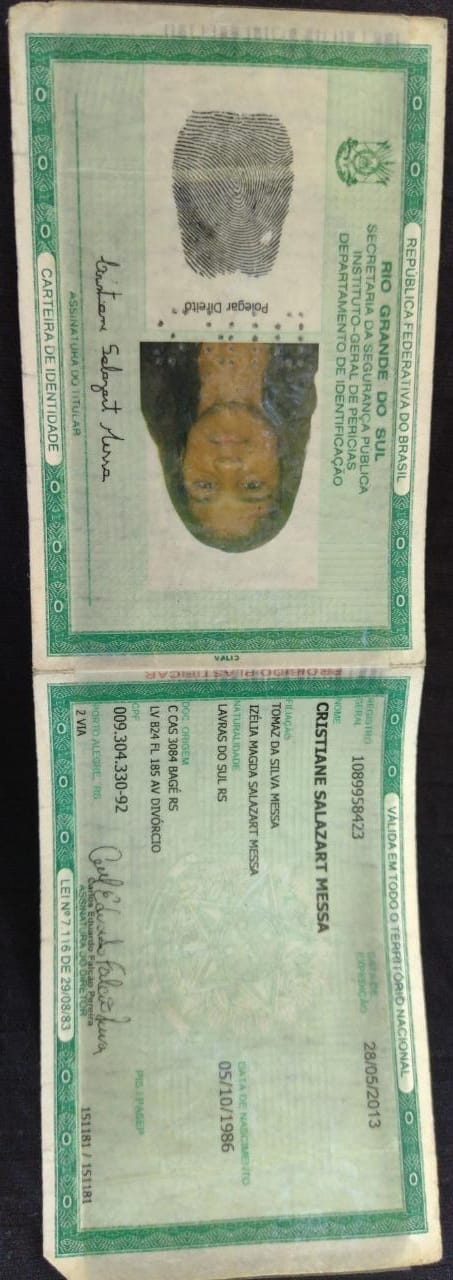 REPÚBLICA FEDERATIVA DO BRASIL
RIO GRANDE DO SUL
SECRETARIA DA SEGURANÇA PÚBLICA
INSTITUTO-GERAL DE PERÍCIAS
DEPARTAMENTO DE IDENTIFICAÇÃO
Polegar Direito
Cristiane Salazart Messa
ASSINATURA DO TITULAR
CARTEIRA DE IDENTIDADE
VÁLIDA EM TODO O TERRITÓRIO NACIONAL
REGISTRO GERAL 1089958423 DATA DE EXPEDIÇÃO 28/05/2013
NOME
CRISTIANE SALAZART MESSA
FILIAÇÃO
TOMAZ DA SILVA MESSA
IZÉLIA MAGDA SALAZART MESSA
NATURALIDADE DATA DE NASCIMENTO
LAVRAS DO SUL RS 05/10/1986
DOC. ORIGEM
C CAS 3084 BAGÉ RS
LV B24 FL 185 AV DIVÓRCIO
CPF PIS / PASEP
009.304.330-92
PORTO ALEGRE, RS
Carlos Eduardo Falcão Pereira
2 VIA ASSINATURA DO DIRETOR 151181 / 151181
LEI Nº 7.116 DE 29/08/83